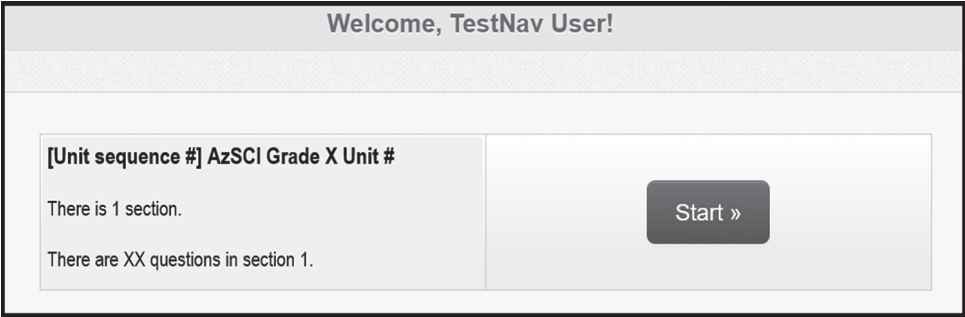 Welcome, TestNav User!
[Unit sequence #] AzSCI Grade X Unit #
There is 1 section.
There are XX questions in section 1.
Start »